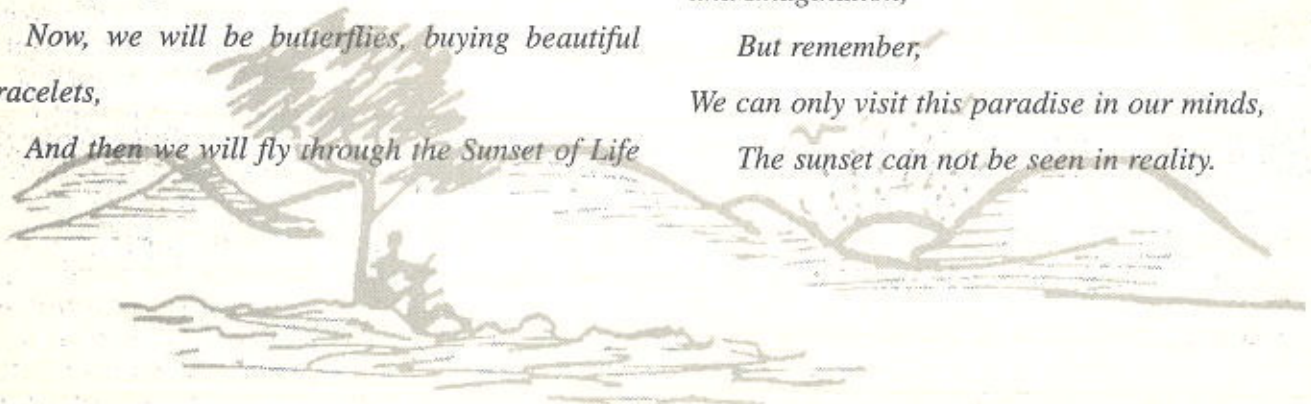 Now, we will be butterflies, buying beautiful
racelets,
And then we will fly through the Sunset of Life
But remember,
We can only visit this paradise in our minds,
The sunset can not be seen in reality.